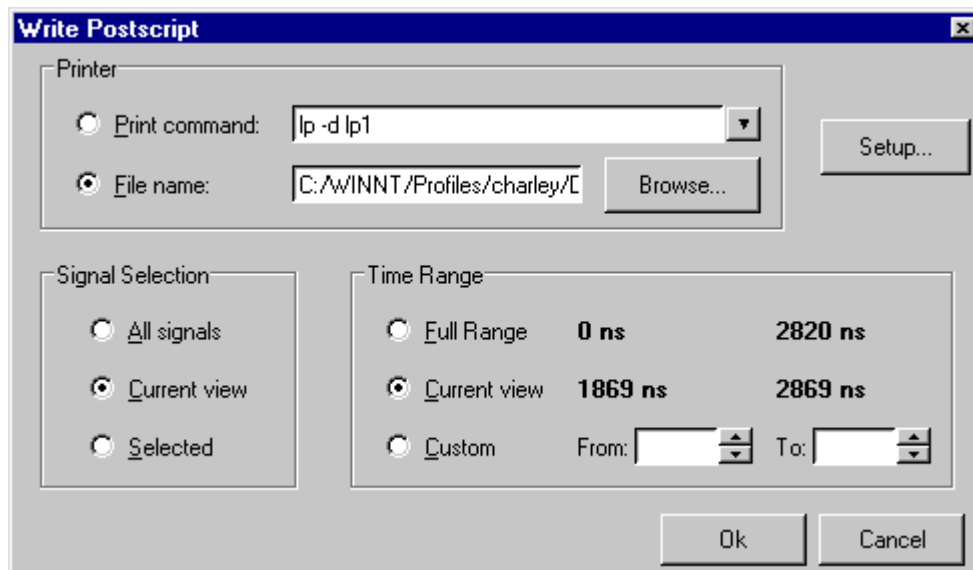 Write Postscript
Printer
Print command: lp -d lp1
Setup...
File name: C:/WINNT/Profiles/charley/D Browse...
Signal Selection
Time Range
All signals
Full Range 0 ns 2820 ns
Current view
Current view 1869 ns 2869 ns
Selected
Custom From: To:
Ok Cancel